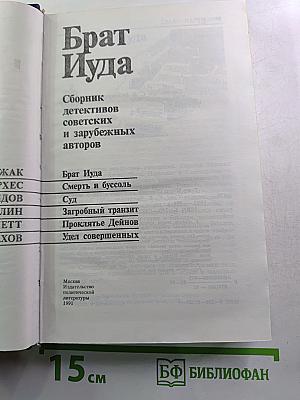 Брат
Иуда
Сборник
детективов
советских
и зарубежных
авторов
ЖАК Брат Иуда
РХЕС Смерть и буссоль
ДОВ Суд
ЛИН Загробный транзит
ЕТТ Проклятье Дейнов
ХОВ Удел совершенных
Москва
Издательство
политической
литературы
1991
15 см
БФ БИБЛИОФАН